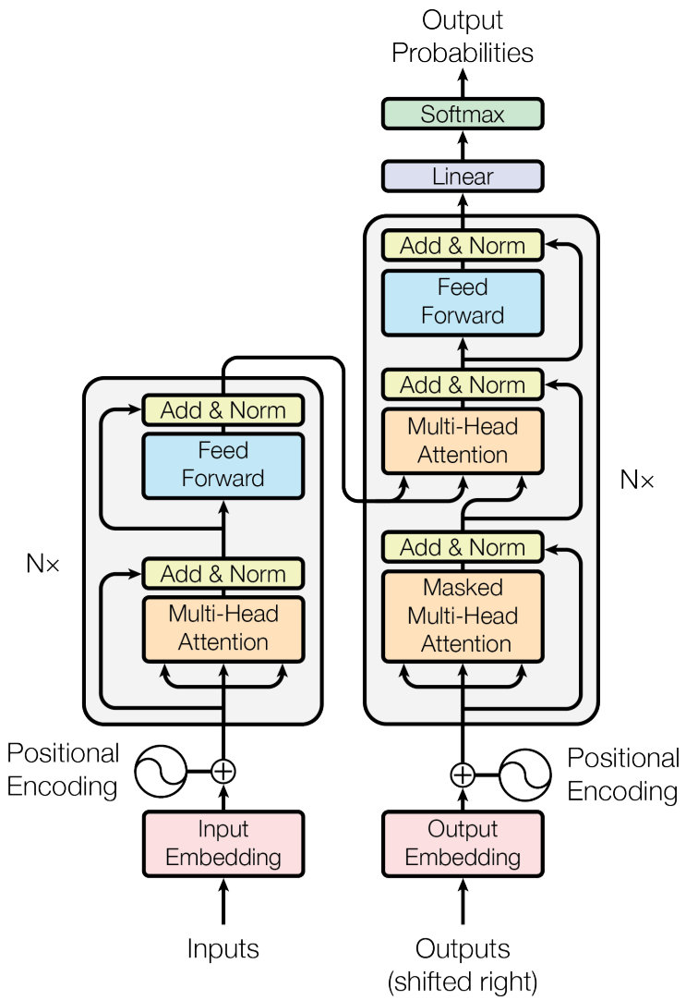 Output
Probabilities
Softmax
Linear
Add & Norm
Feed
Forward
Add & Norm
Multi-Head
Attention
Add & Norm
Masked
Multi-Head
Attention
N×
Positional
Encoding
Output
Embedding
Outputs
(shifted right)
Add & Norm
Feed
Forward
Add & Norm
Multi-Head
Attention
N×
Positional
Encoding
Input
Embedding
Inputs